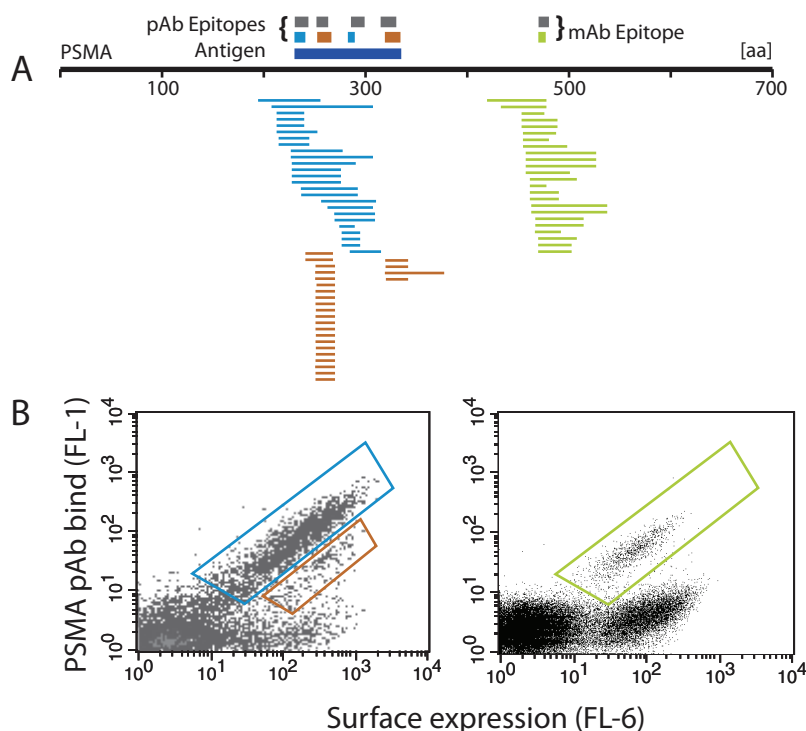 pAb Epitopes { } mAb Epitope
A PSMA Antigen [aa]
100 300 500 700
B
PSMA pAb bind (FL-1)
10^4 10^4
10^3 10^3
10^2 10^2
10^1 10^1
10^0 10^0
10^0 10^1 10^2 10^3 10^4 10^0 10^1 10^2 10^3 10^4
Surface expression (FL-6)